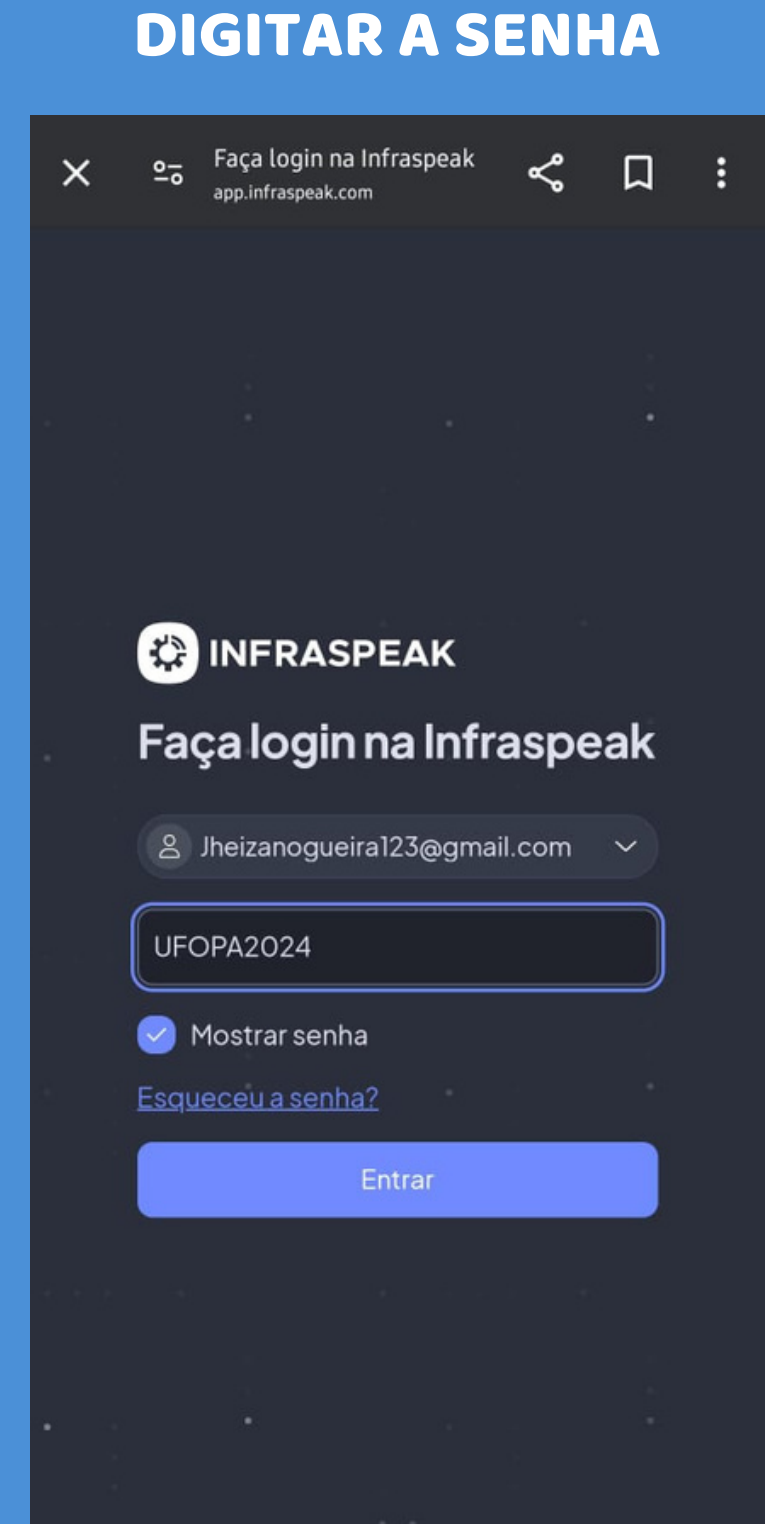 DIGITAR A SENHA
Faça login na Infraspeak
app.infraspeak.com
INFRASPEAK
Faça login na Infraspeak
Jheizanogueira123@gmail.com
UFOPA2024
Mostrar senha
Esqueceu a senha?
Entrar